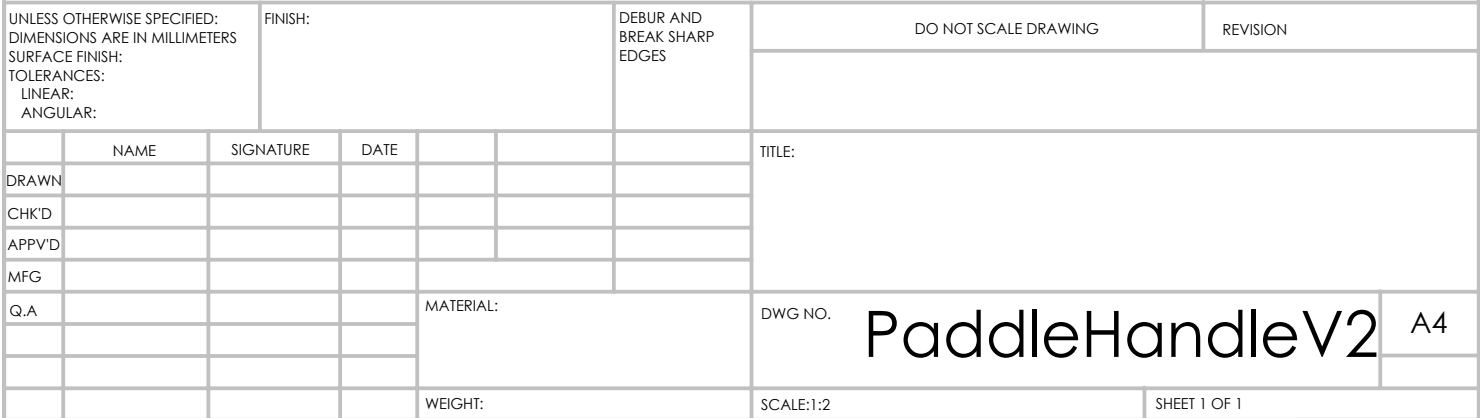 UNLESS OTHERWISE SPECIFIED:
DIMENSIONS ARE IN MILLIMETERS
SURFACE FINISH:
TOLERANCES:
LINEAR:
ANGULAR:
FINISH:
DEBUR AND
BREAK SHARP
EDGES
DO NOT SCALE DRAWING
REVISION
NAME
SIGNATURE
DATE
DRAWN
CHK'D
APPV'D
MFG
Q.A
TITLE:
MATERIAL:
DWG NO.
PaddleHandleV2
A4
WEIGHT:
SCALE:1:2
SHEET 1 OF 1